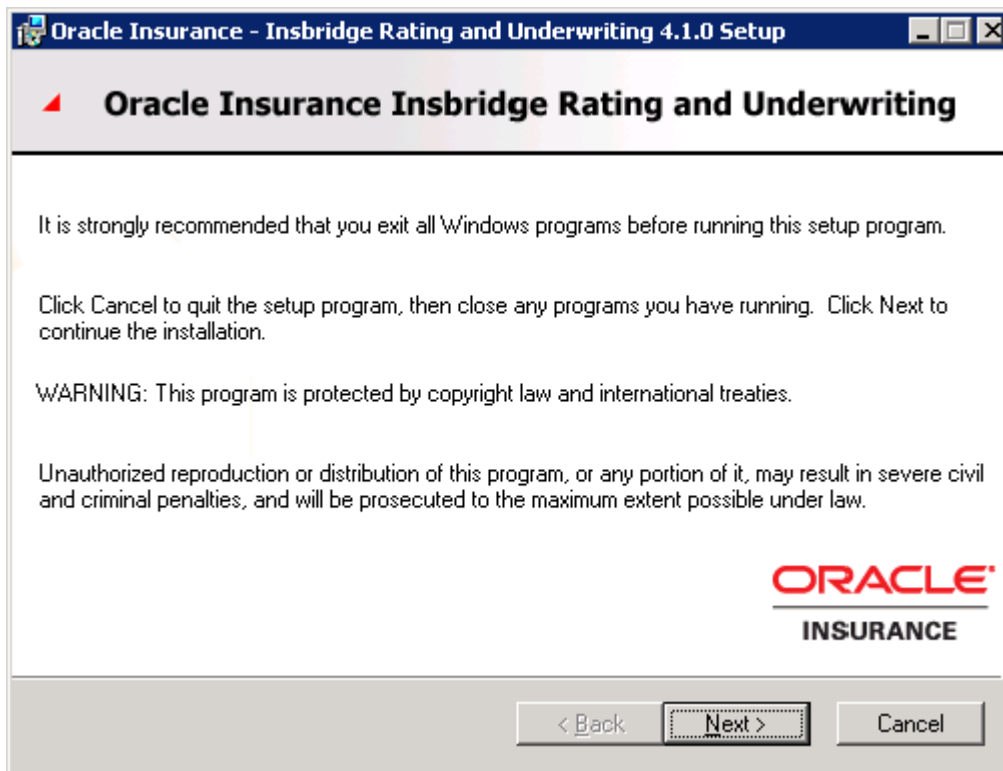 Oracle Insurance - Insbridge Rating and Underwriting 4.1.0 Setup
Oracle Insurance Insbridge Rating and Underwriting
It is strongly recommended that you exit all Windows programs before running this setup program.
Click Cancel to quit the setup program, then close any programs you have running.  Click Next to
continue the installation.
WARNING: This program is protected by copyright law and international treaties.
Unauthorized reproduction or distribution of this program, or any portion of it, may result in severe civil
and criminal penalties, and will be prosecuted to the maximum extent possible under law.
ORACLE
INSURANCE
< Back
Next >
Cancel